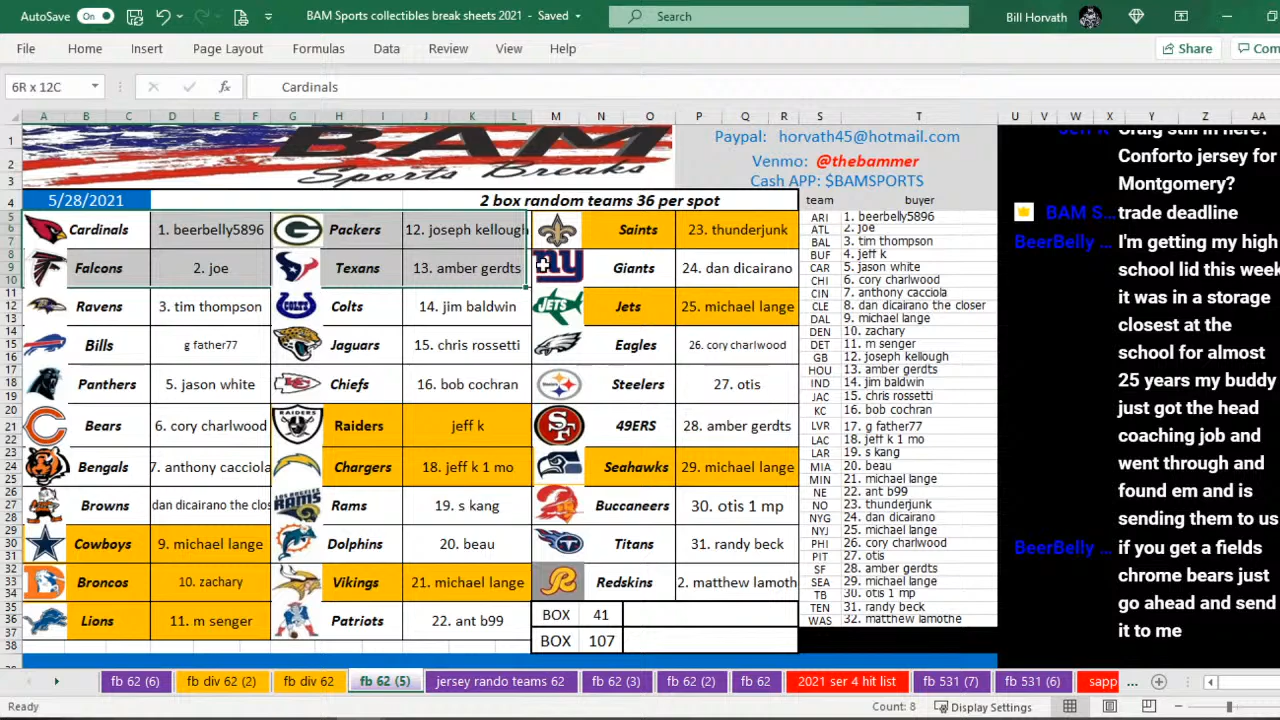 AutoSave On BAM Sports collectibles break sheets 2021 - Saved Search Bill Horvath
File Home Insert Page Layout Formulas Data Review View Help Share Com
6R x 12C fx Cardinals
A B C D E F G H I J K L M N O P Q R S T U V W X Y Z AA
BAM
Sports Breaks
Paypal: horvath45@hotmail.com
Venmo: @thebammer
Cash APP: $BAMSPORTS
5/28/2021 2 box random teams 36 per spot team buyer
Cardinals 1. beerbelly5896 Packers 12. joseph kellough Saints 23. thunderjunk
Falcons 2. joe Texans 13. amber gerdts ny Giants 24. dan dicairano
Ravens 3. tim thompson COLTS Colts 14. jim baldwin JETS Jets 25. michael lange
Bills g father77 Jaguars 15. chris rossetti Eagles 26. cory charlwood
Panthers 5. jason white Chiefs 16. bob cochran Steelers Steelers 27. otis
Bears 6. cory charlwood RAIDERS Raiders jeff k SF 49ERS 28. amber gerdts
Bengals 7. anthony cacciola Chargers 18. jeff k 1 mo Seahawks 29. michael lange
Browns dan dicairano the clos LOS ANGELES RAMS Rams 19. s kang Buccaneers 30. otis 1 mp
Cowboys 9. michael lange Dolphins 20. beau Titans 31. randy beck
Broncos 10. zachary Vikings 21. michael lange Redskins 2. matthew lamoth
Lions 11. m senger Patriots 22. ant b99 BOX 41
BOX 107
ARI 1. beerbelly5896
ATL 2. joe
BAL 3. tim thompson
BUF 4. jeff k
CAR 5. jason white
CHI 6. cory charlwood
CIN 7. anthony cacciola
CLE 8. dan dicairano the closer
DAL 9. michael lange
DEN 10. zachary
DET 11. m senger
GB 12. joseph kellough
HOU 13. amber gerdts
IND 14. jim baldwin
JAC 15. chris rossetti
KC 16. bob cochran
LVR 17. g father77
LAC 18. jeff k 1 mo
LAR 19. s kang
MIA 20. beau
MIN 21. michael lange
NE 22. ant b99
NO 23. thunderjunk
NYG 24. dan dicairano
NYJ 25. michael lange
PHI 26. cory charlwood
PIT 27. otis
SF 28. amber gerdts
SEA 29. michael lange
TB 30. otis 1 mp
TEN 31. randy beck
WAS 32. matthew lamothe
Craig still in here?
Conforto jersey for
Montgomery?
BAM S... trade deadline
BeerBelly ... I'm getting my high
school lid this week
it was in a storage
closest at the
school for almost
25 years my buddy
just got the head
coaching job and
went through and
found em and is
sending them to us
BeerBelly ... if you get a fields
chrome bears just
go ahead and send
it to me
fb 62 (6) fb div 62 (2) fb div 62 fb 62 (5) jersey rando teams 62 fb 62 (3) fb 62 (2) fb 62 2021 ser 4 hit list fb 531 (7) fb 531 (6) sapp ...
Ready Count: 8 Display Settings